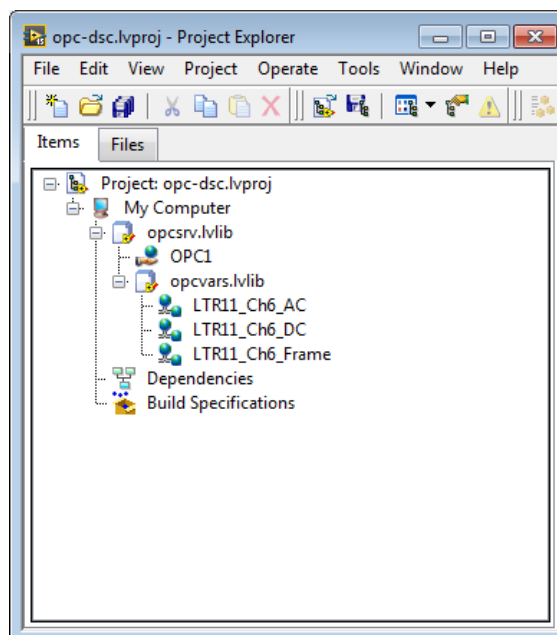 opc-dsc.lvproj - Project Explorer
File Edit View Project Operate Tools Window Help
Items Files
Project: opc-dsc.lvproj
My Computer
opcsrv.lvlib
OPC1
opcvars.lvlib
LTR11_Ch6_AC
LTR11_Ch6_DC
LTR11_Ch6_Frame
Dependencies
Build Specifications